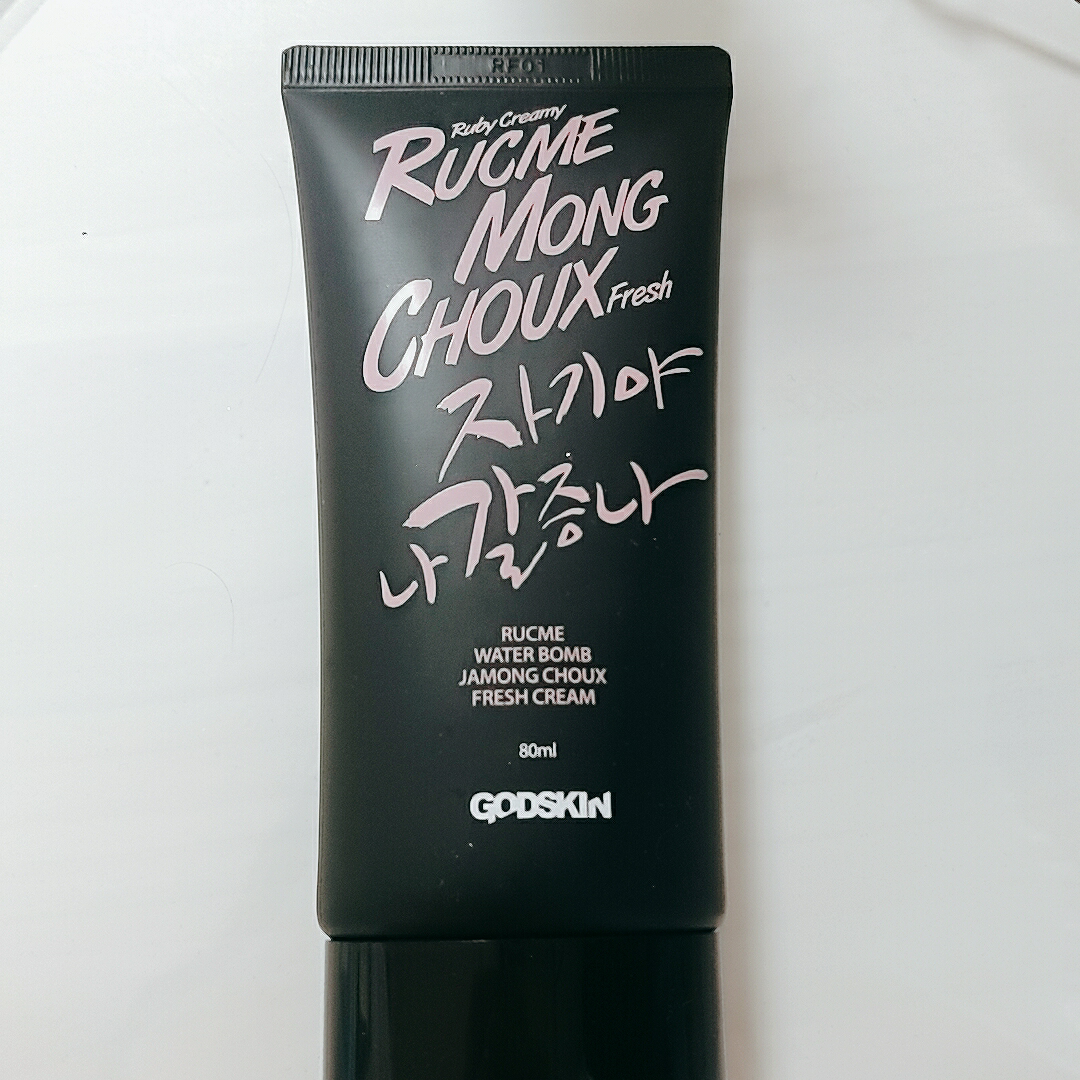 RF01
Ruby Creamy
RUCME
MONG
CHOUX Fresh
자기야
나 갈증나
RUCME
WATER BOMB
JAMONG CHOUX
FRESH CREAM
80ml
GODSKIN